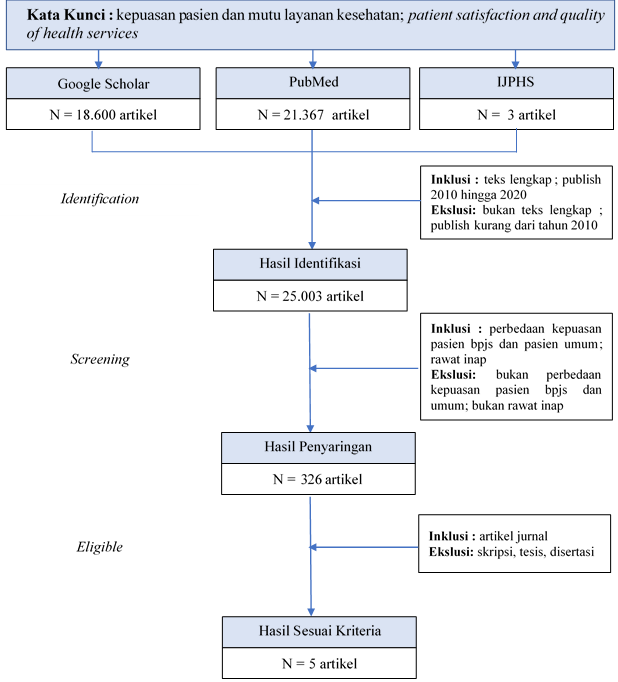 Kata Kunci : kepuasan pasien dan mutu layanan kesehatan; patient satisfaction and quality
of health services
Google Scholar
N = 18.600 artikel
PubMed
N = 21.367 artikel
IJPHS
N = 3 artikel
Identification
Inklusi : teks lengkap ; publish
2010 hingga 2020
Ekslusi: bukan teks lengkap ;
publish kurang dari tahun 2010
Hasil Identifikasi
N = 25.003 artikel
Screening
Inklusi : perbedaan kepuasan
pasien bpjs dan pasien umum;
rawat inap
Ekslusi: bukan perbedaan
kepuasan pasien bpjs dan
umum; bukan rawat inap
Hasil Penyaringan
N = 326 artikel
Eligible
Inklusi : artikel jurnal
Ekslusi: skripsi, tesis, disertasi
Hasil Sesuai Kriteria
N = 5 artikel